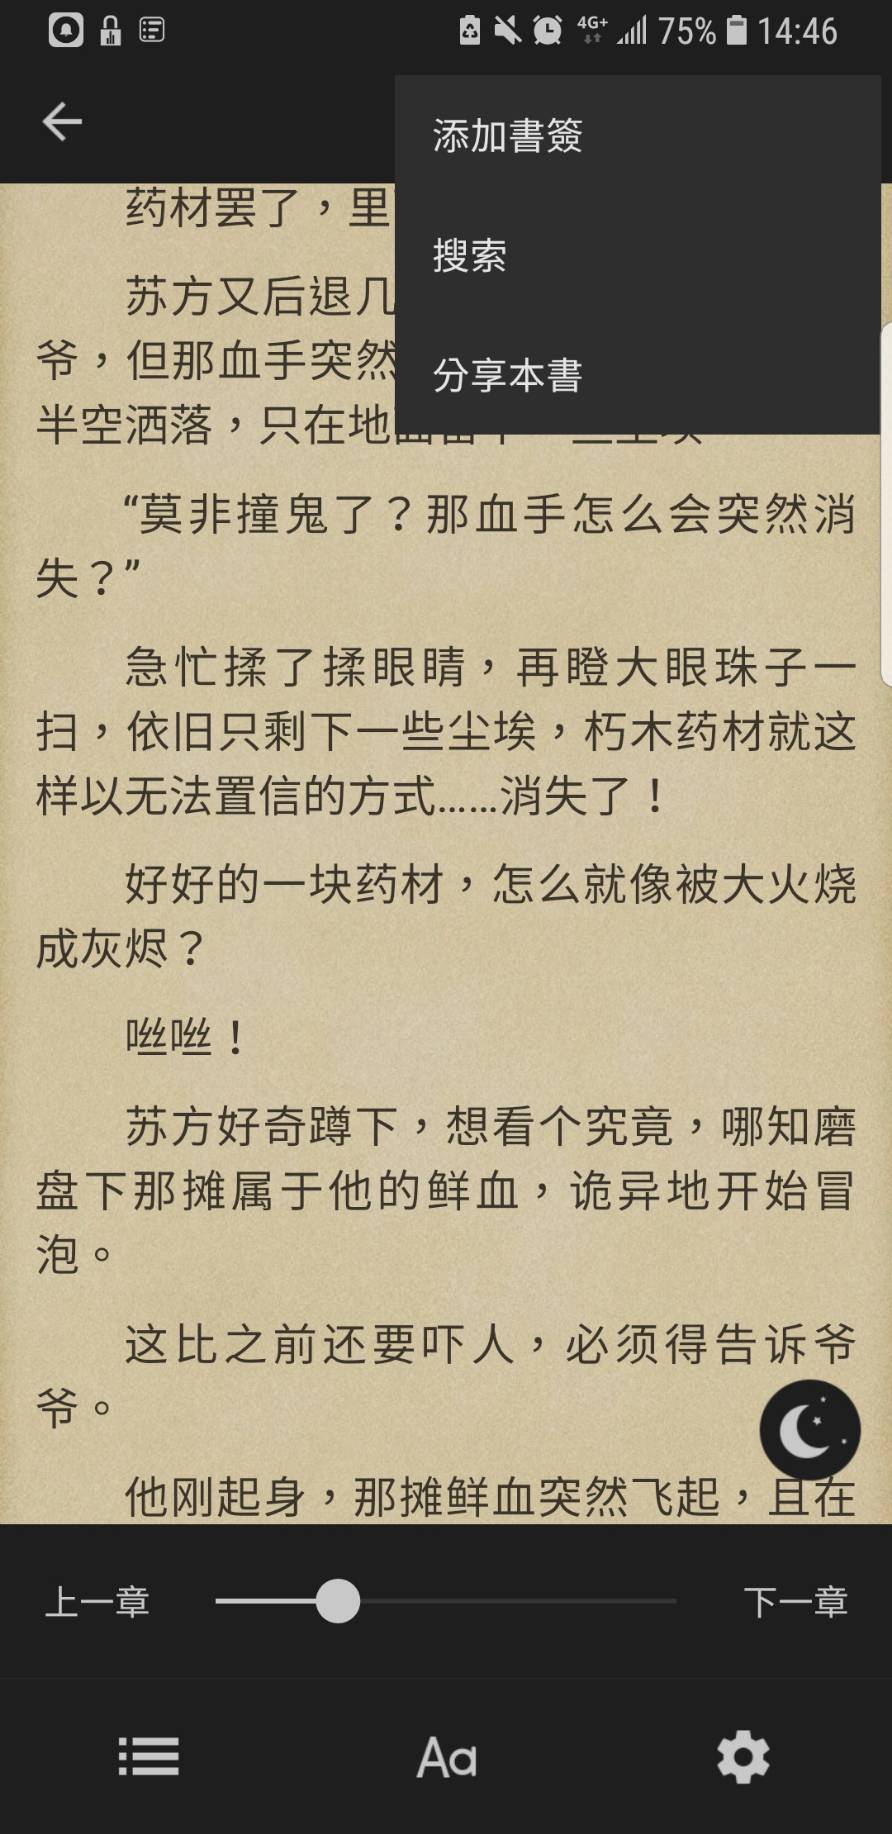 4G+ 75% 14:46
添加書簽
搜索
分享本書
药材罢了，里
苏方又后退几
爷，但那血手突然
半空洒落，只在地
“莫非撞鬼了？那血手怎么会突然消
失？”
急忙揉了揉眼睛，再瞪大眼珠子一
扫，依旧只剩下一些尘埃，朽木药材就这
样以无法置信的方式……消失了！
好好的一块药材，怎么就像被大火烧
成灰烬？
咝咝！
苏方好奇蹲下，想看个究竟，哪知磨
盘下那摊属于他的鲜血，诡异地开始冒
泡。
这比之前还要吓人，必须得告诉爷
爷。
他刚起身，那摊鲜血突然飞起，且在
上一章
下一章
Aa